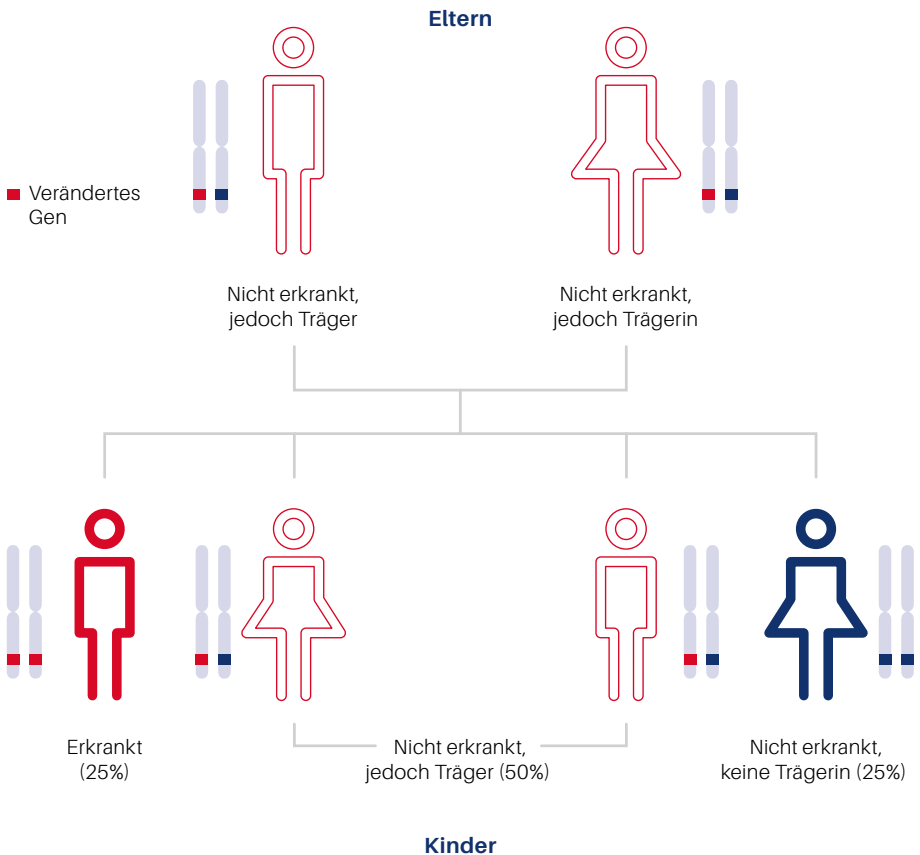 Eltern
Verändertes
Gen
Nicht erkrankt,
jedoch Träger
Nicht erkrankt,
jedoch Trägerin
Erkrankt
(25%)
Nicht erkrankt,
jedoch Träger (50%)
Nicht erkrankt,
keine Trägerin (25%)
Kinder